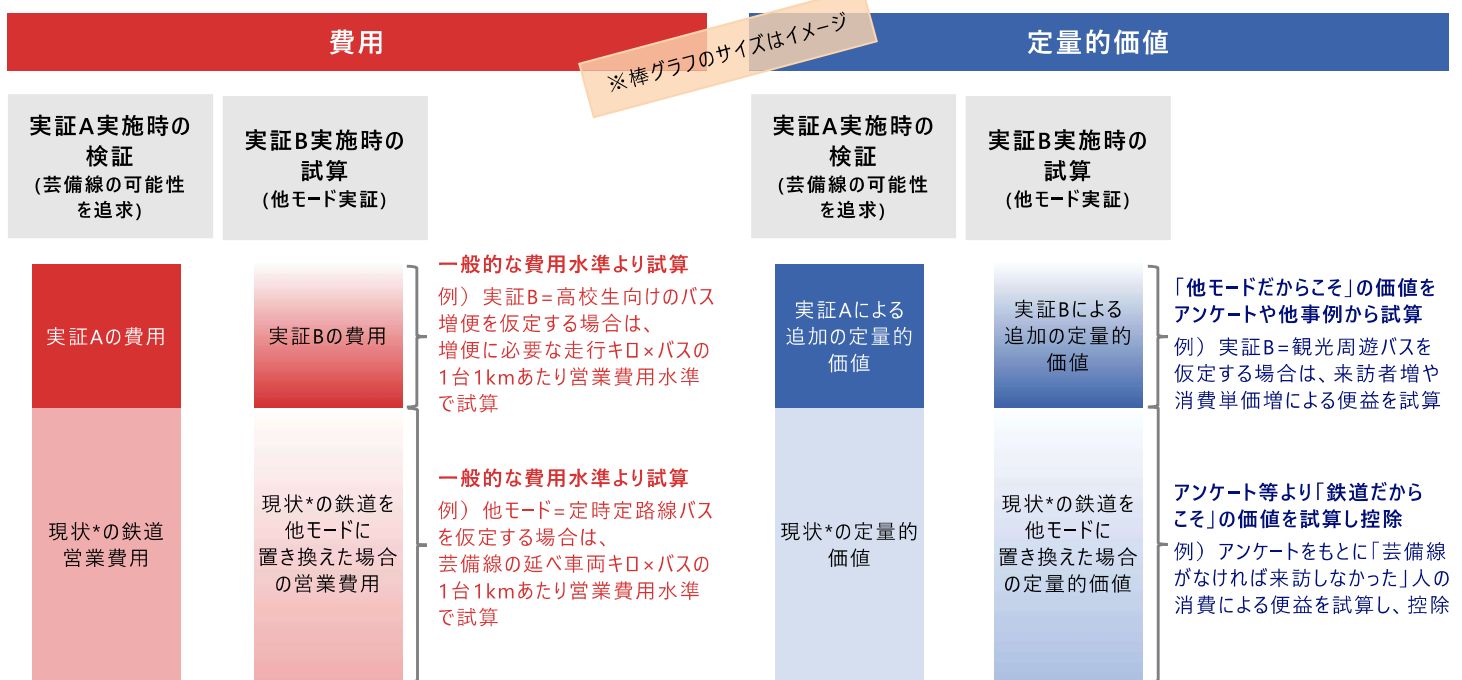 費用
※棒グラフのサイズはイメージ
定量的価値
実証A実施時の
検証
(芸備線の可能性
を追求)
実証B実施時の
試算
(他モード実証)
実証Aの費用
現状*の鉄道
営業費用
実証Bの費用
現状*の鉄道を
他モードに
置き換えた場合
の営業費用
一般的な費用水準より試算
例）実証B=高校生向けのバス
増便を仮定する場合は、
増便に必要な走行キロ×バスの
1台1kmあたり営業費用水準
で試算
一般的な費用水準より試算
例）他モード=定時定路線バス
を仮定する場合は、
芸備線の延べ車両キロ×バスの
1台1kmあたり営業費用水準
で試算
実証A実施時の
検証
(芸備線の可能性
を追求)
実証B実施時の
試算
(他モード実証)
実証Aによる
追加の定量的
価値
現状*の定量的
価値
実証Bによる
追加の定量的
価値
現状*の鉄道を
他モードに
置き換えた場合
の定量的価値
「他モードだからこそ」の価値を
アンケートや他事例から試算
例）実証B=観光周遊バスを
仮定する場合は、来訪者増や
消費単価増による便益を試算
アンケート等より「鉄道だから
こそ」の価値を試算し控除
例）アンケートをもとに「芸備線
がなければ来訪しなかった」人の
消費による便益を試算し、控除